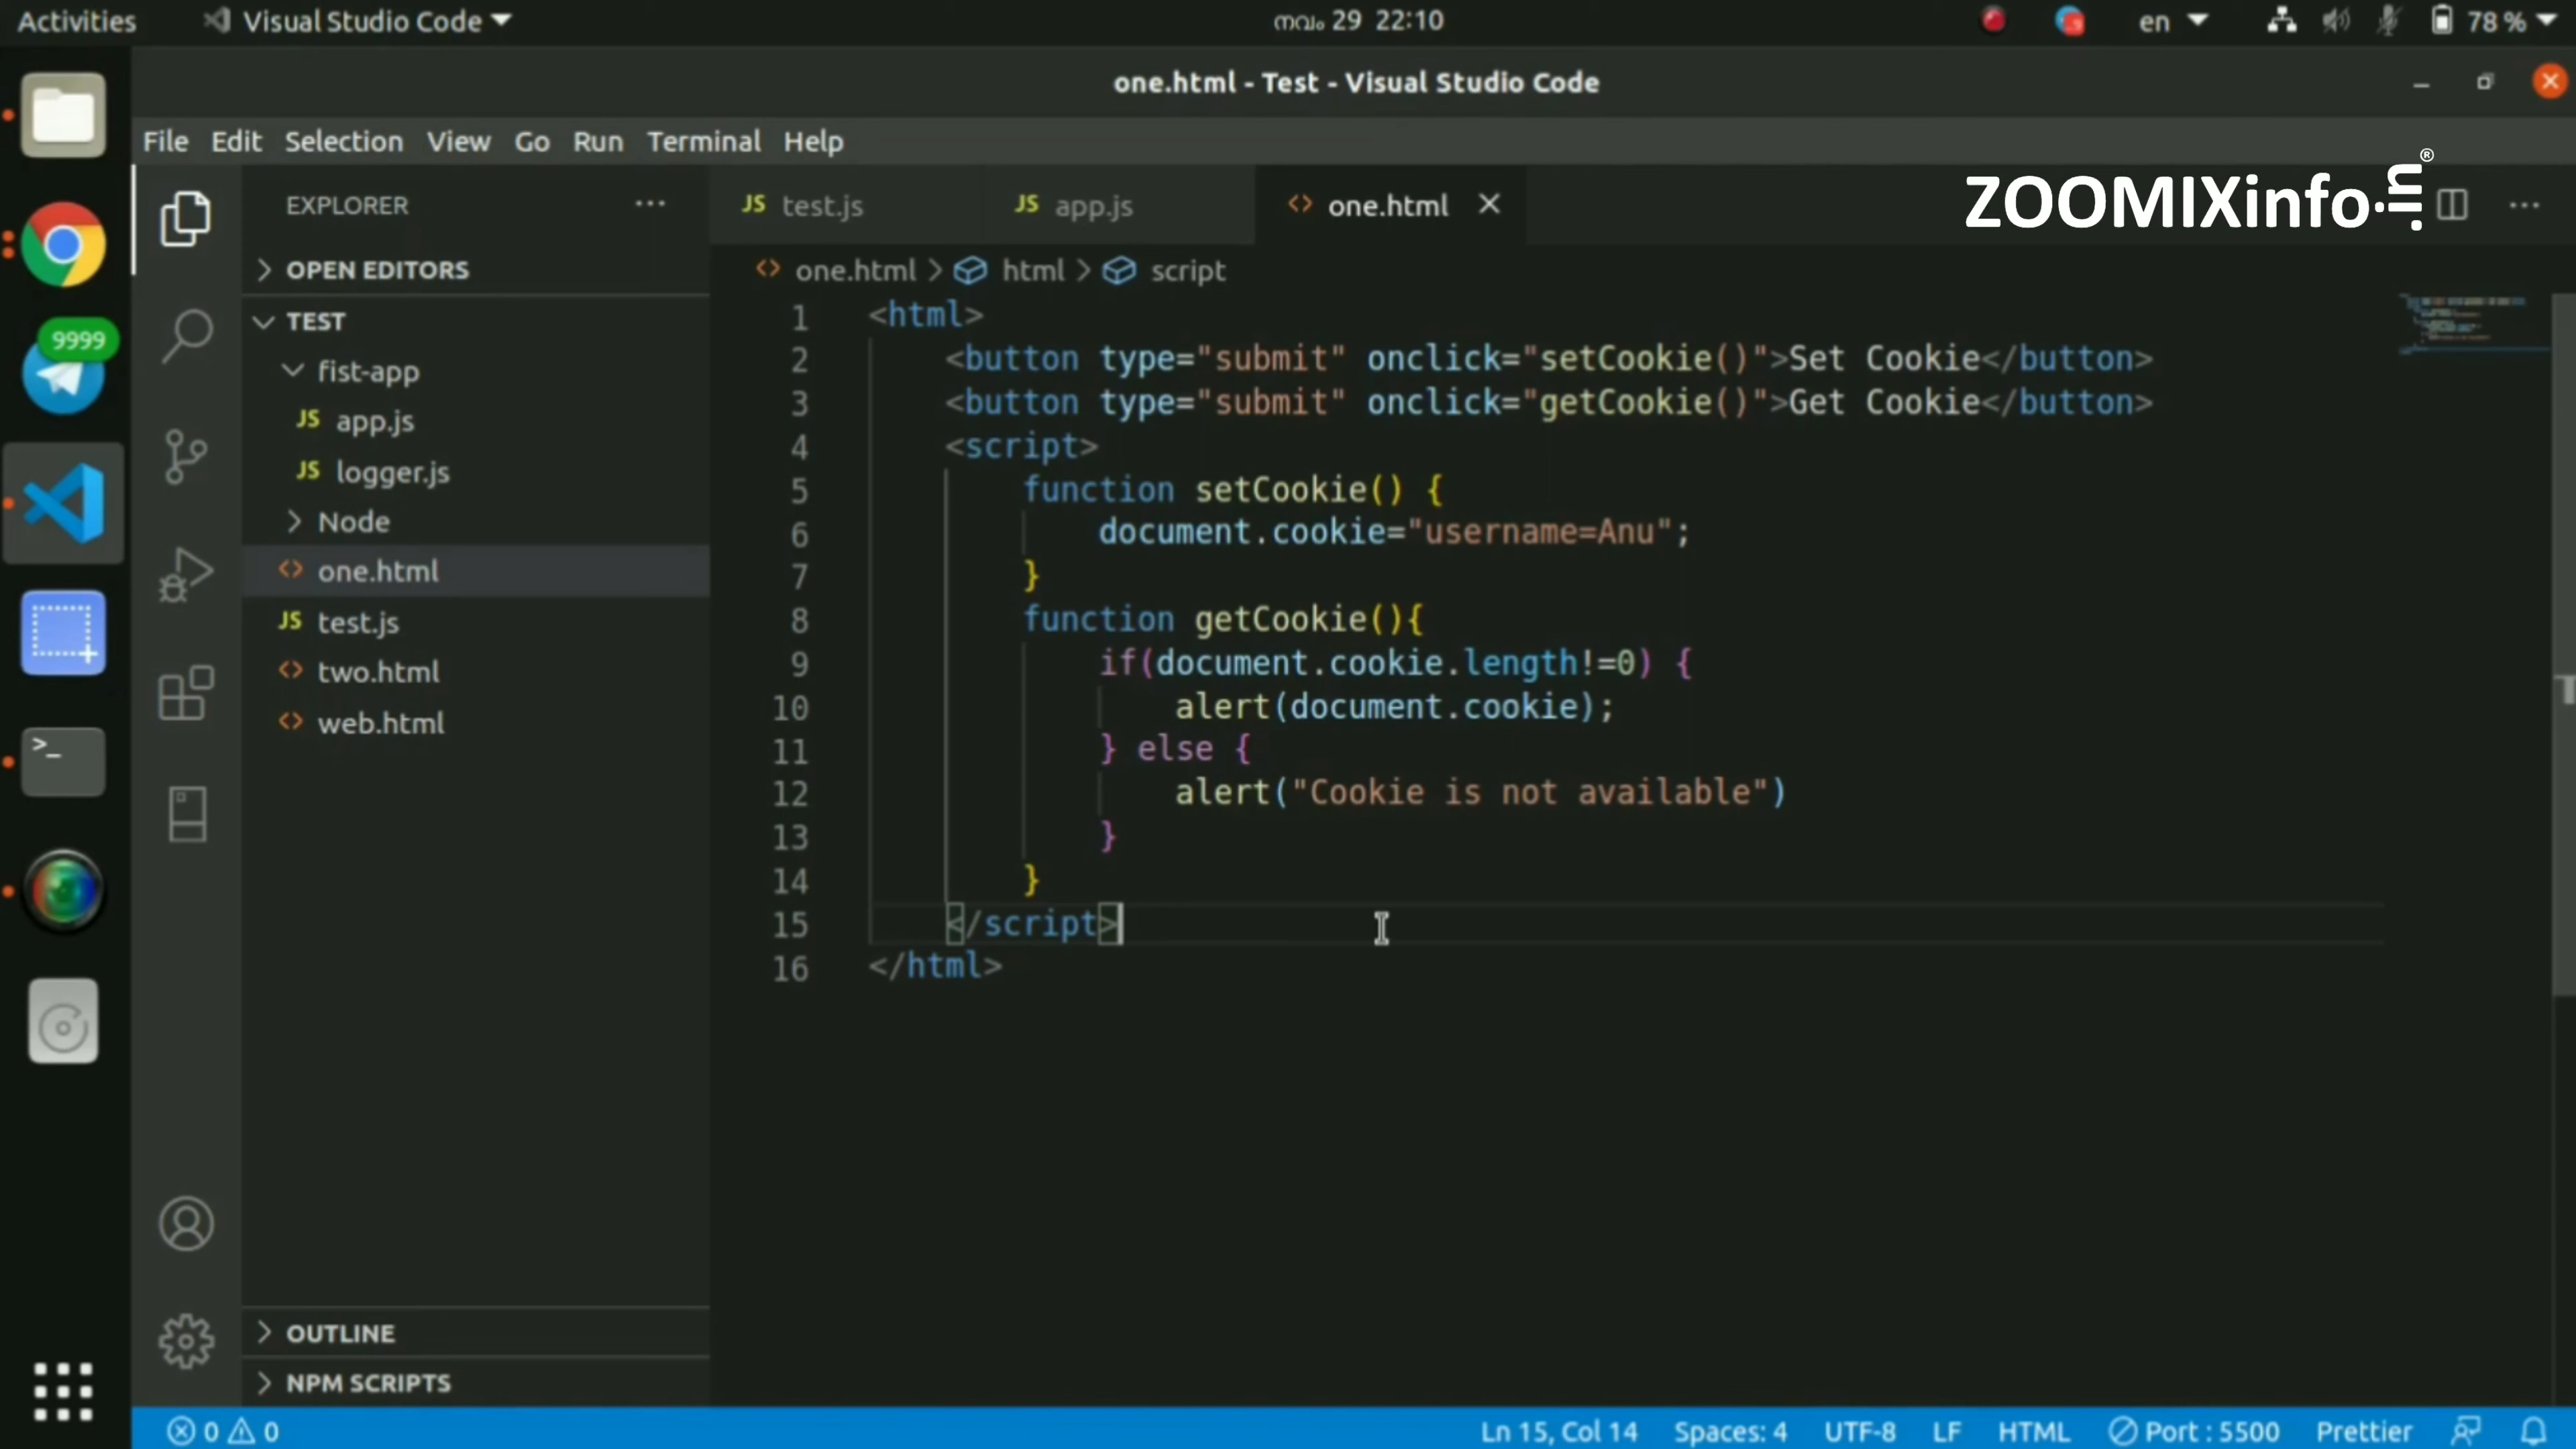 Activities
Visual Studio Code
നവം 29 22:10
en
78 %
one.html - Test - Visual Studio Code
File Edit Selection View Go Run Terminal Help
ZOOMIXinfo.in®
9999
EXPLORER
OPEN EDITORS
TEST
fist-app
JS app.js
JS logger.js
Node
<> one.html
JS test.js
<> two.html
<> web.html
OUTLINE
NPM SCRIPTS
JS test.js
JS app.js
<> one.html
<> one.html > html > script
1 <html>
2 <button type="submit" onclick="setCookie()">Set Cookie</button>
3 <button type="submit" onclick="getCookie()">Get Cookie</button>
4 <script>
5 function setCookie() {
6 document.cookie="username=Anu";
7 }
8 function getCookie(){
9 if(document.cookie.length!=0) {
10 alert(document.cookie);
11 } else {
12 alert("Cookie is not available")
13 }
14 }
15 </script>
16 </html>
0 0
Ln 15, Col 14 Spaces: 4 UTF-8 LF HTML Port : 5500 Prettier